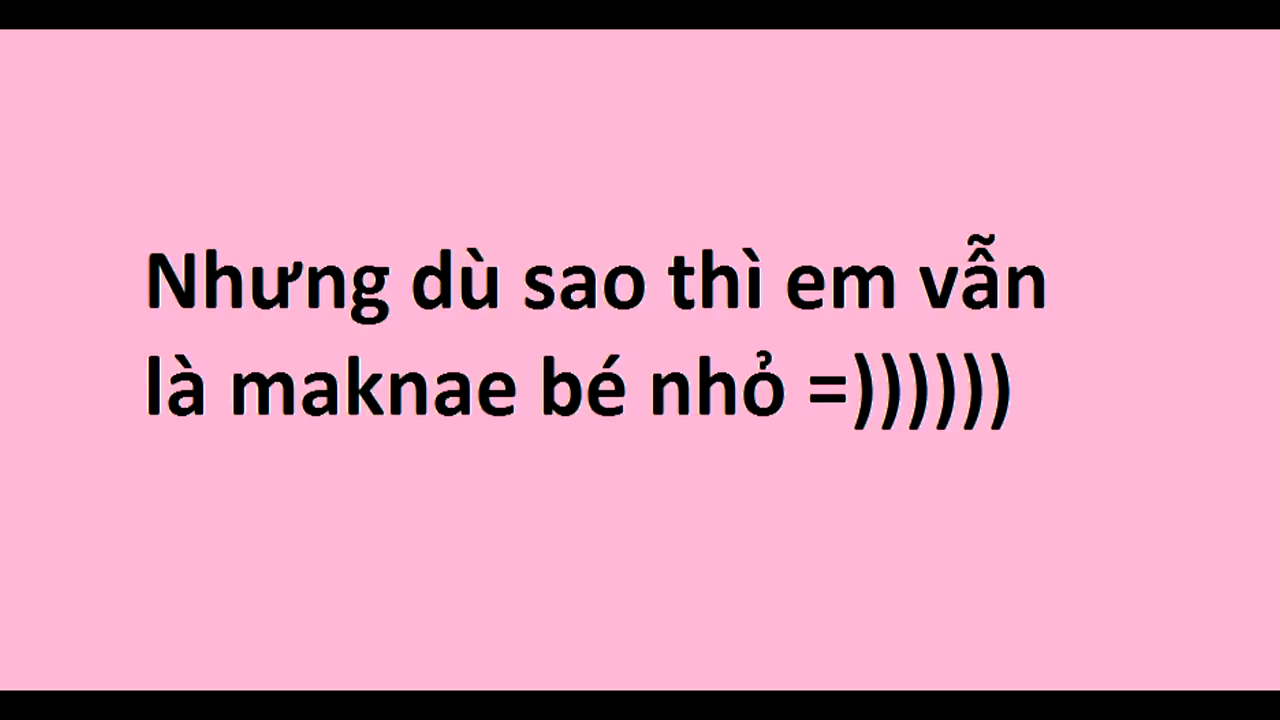 Nhưng dù sao thì em vẫn
là maknae bé nhỏ =))))))